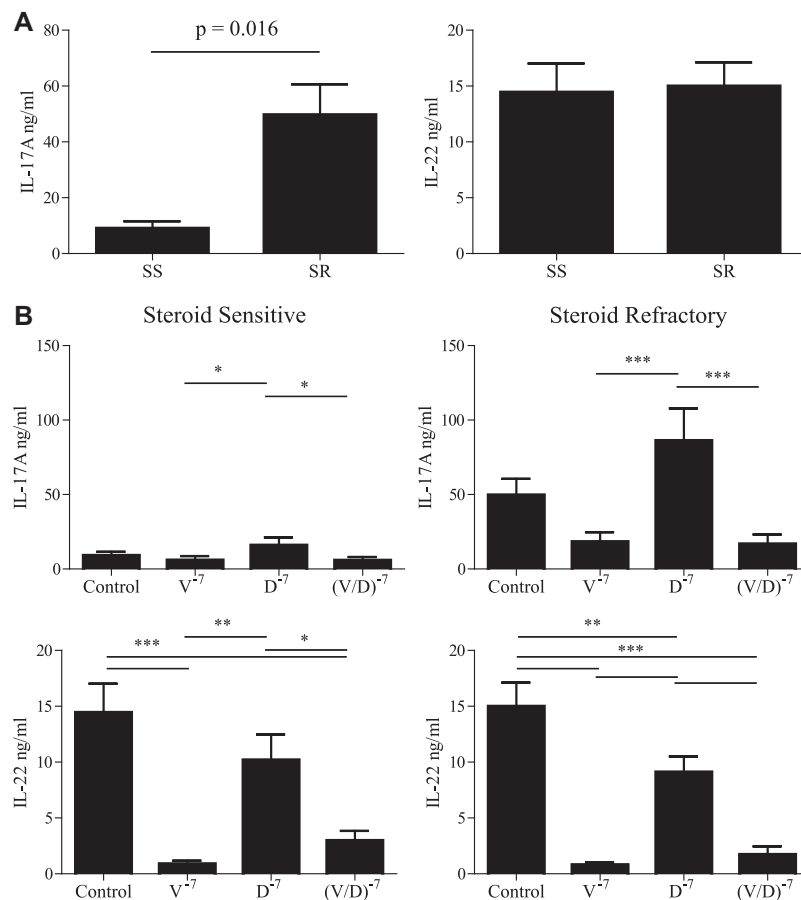 A
p = 0.016
IL-17A ng/ml
80
60
40
20
0
SS
SR
IL-22 ng/ml
20
15
10
5
0
SS
SR
B
Steroid Sensitive
Steroid Refractory
IL-17A ng/ml
150
100
50
0
*
*
Control
V⁻⁷
D⁻⁷
(V/D)⁻⁷
IL-17A ng/ml
150
100
50
0
***
***
Control
V⁻⁷
D⁻⁷
(V/D)⁻⁷
IL-22 ng/ml
20
15
10
5
0
**
***
*
Control
V⁻⁷
D⁻⁷
(V/D)⁻⁷
IL-22 ng/ml
20
15
10
5
0
**
***
Control
V⁻⁷
D⁻⁷
(V/D)⁻⁷